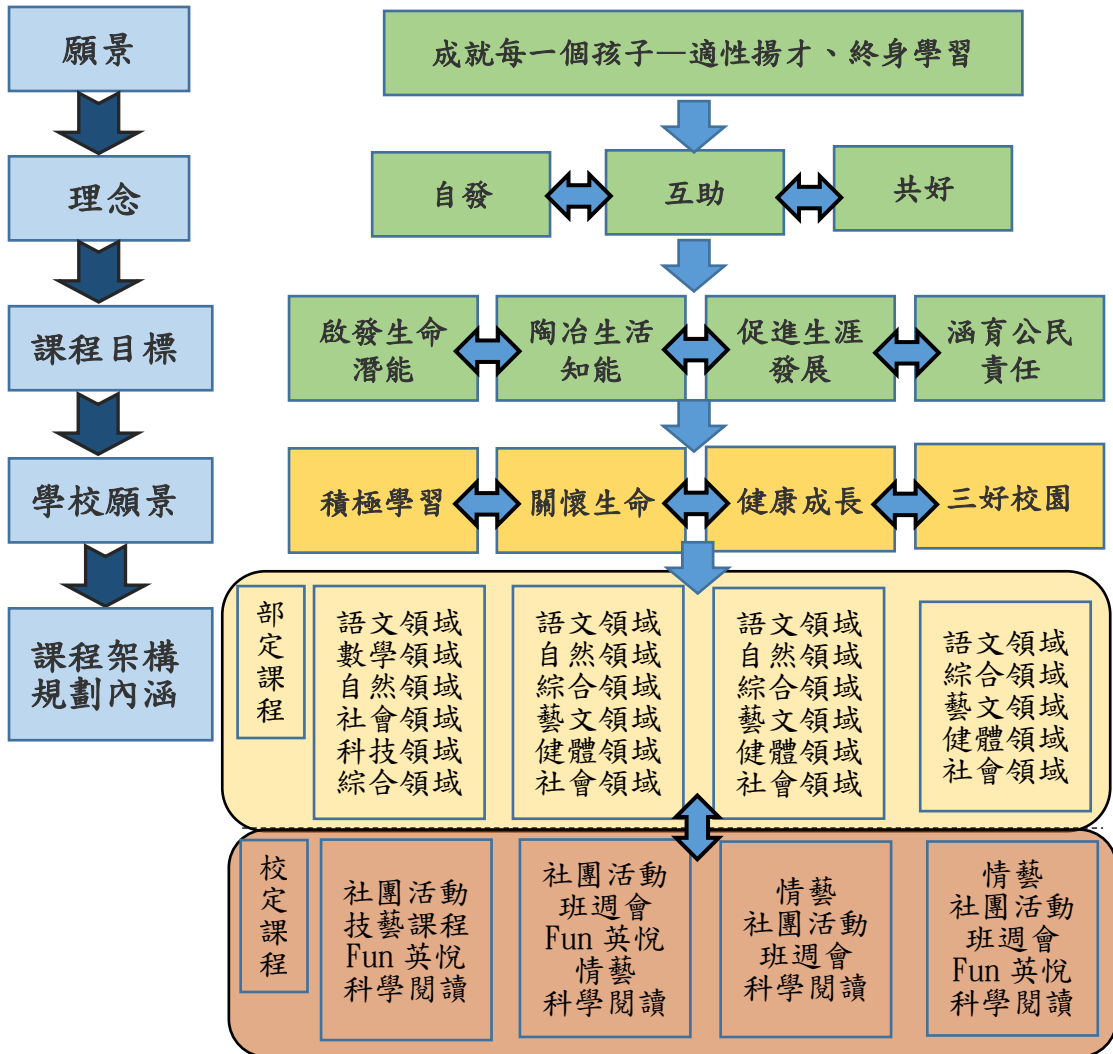 願景
成就每一個孩子—適性揚才、終身學習
理念
自發
互助
共好
課程目標
啟發生命
潛能
陶冶生活
知能
促進生涯
發展
涵育公民
責任
學校願景
積極學習
關懷生命
健康成長
三好校園
課程架構
規劃內涵
部
定
課
程
語文領域
數學領域
自然領域
社會領域
科技領域
綜合領域
語文領域
自然領域
綜合領域
藝文領域
健體領域
社會領域
語文領域
自然領域
綜合領域
藝文領域
健體領域
社會領域
語文領域
綜合領域
藝文領域
健體領域
社會領域
校
定
課
程
社團活動
技藝課程
Fun 英悅
科學閱讀
社團活動
班週會
Fun 英悅
情藝
科學閱讀
情藝
社團活動
班週會
科學閱讀
情藝
社團活動
班週會
Fun 英悅
科學閱讀